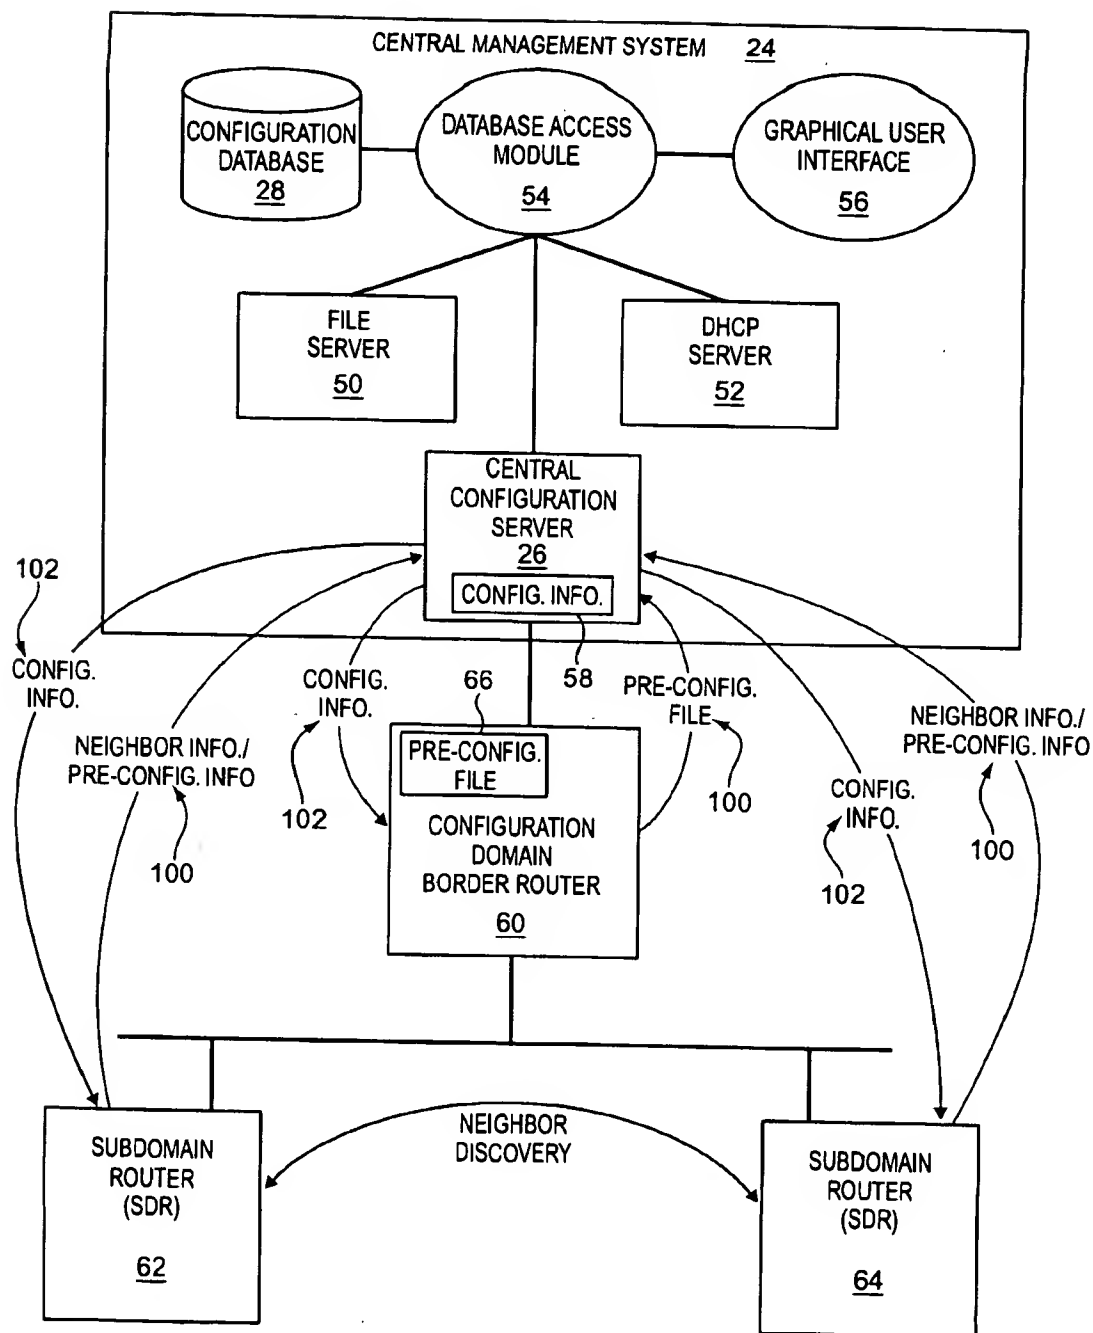 CENTRAL MANAGEMENT SYSTEM 24
CONFIGURATION
DATABASE
28
DATABASE ACCESS
MODULE
54
GRAPHICAL USER
INTERFACE
56
FILE
SERVER
50
DHCP
SERVER
52
CENTRAL
CONFIGURATION
SERVER
26
CONFIG. INFO.
58
102
CONFIG.
INFO.
NEIGHBOR INFO./
PRE-CONFIG. INFO
100
CONFIG.
INFO.
102
66
PRE-CONFIG.
FILE
CONFIGURATION
DOMAIN
BORDER ROUTER
60
PRE-CONFIG.
FILE
100
CONFIG.
INFO.
102
NEIGHBOR INFO./
PRE-CONFIG. INFO
100
SUBDOMAIN
ROUTER
(SDR)
62
NEIGHBOR
DISCOVERY
SUBDOMAIN
ROUTER
(SDR)
64